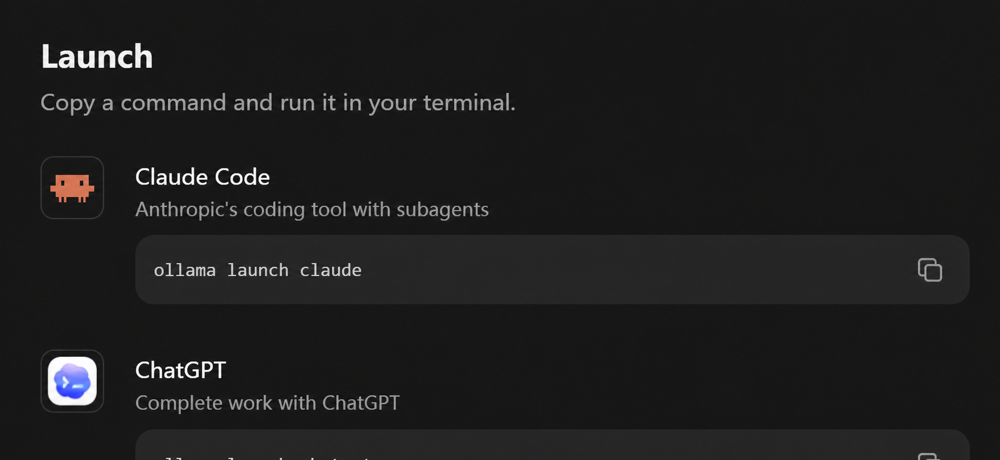 Launch
Copy a command and run it in your terminal.
Claude Code
Anthropic's coding tool with subagents
ollama launch claude
ChatGPT
Complete work with ChatGPT